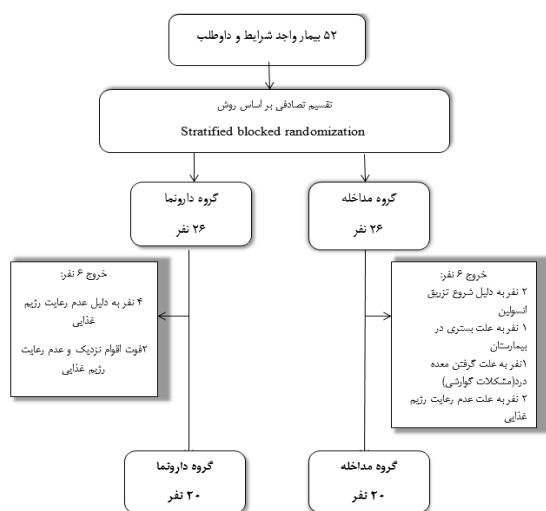 ۵۲ بیمار واجد شرایط و داوطلب
تقسیم تصادفی بر اساس روش
Stratified blocked randomization
گروه مداخله
۲۶ نفر
گروه دارونما
۲۶ نفر
خروج ۶ نفر:
۲ نفر به دلیل شروع تزریق
انسولین
۱ نفر به علت بستری در
بیمارستان
۱نفر به علت گرفتن معده
درد(مشکلات گوارشی)
۲ نفر به علت عدم رعایت رژیم
غذایی
خروج ۶ نفر:
۴ نفر به دلیل عدم رعایت رژیم
غذایی
۲فوت اقوام نزدیک و عدم رعایت
رژیم غذایی
گروه مداخله
۲۰ نفر
گروه دارونما
۲۰ نفر